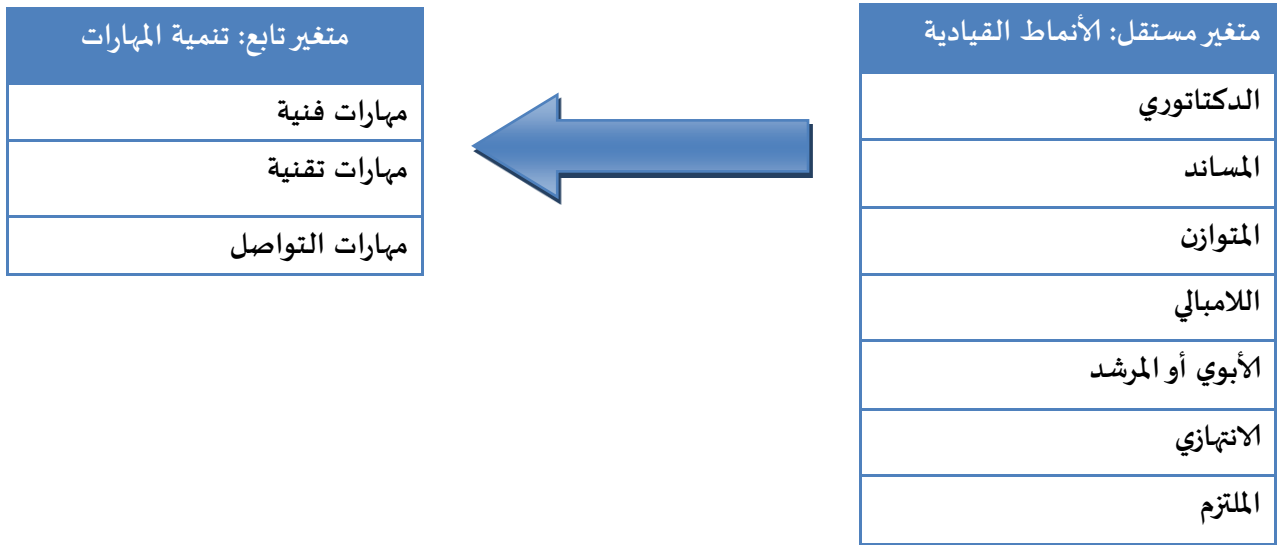 متغير مستقل: الأنماط القيادية
الدكتاتوري
المساند
المتوازن
اللامبالي
الأبوي أو المرشد
الانتهازي
الملتزم
متغير تابع: تنمية المهارات
مهارات فنية
مهارات تقنية
مهارات التواصل